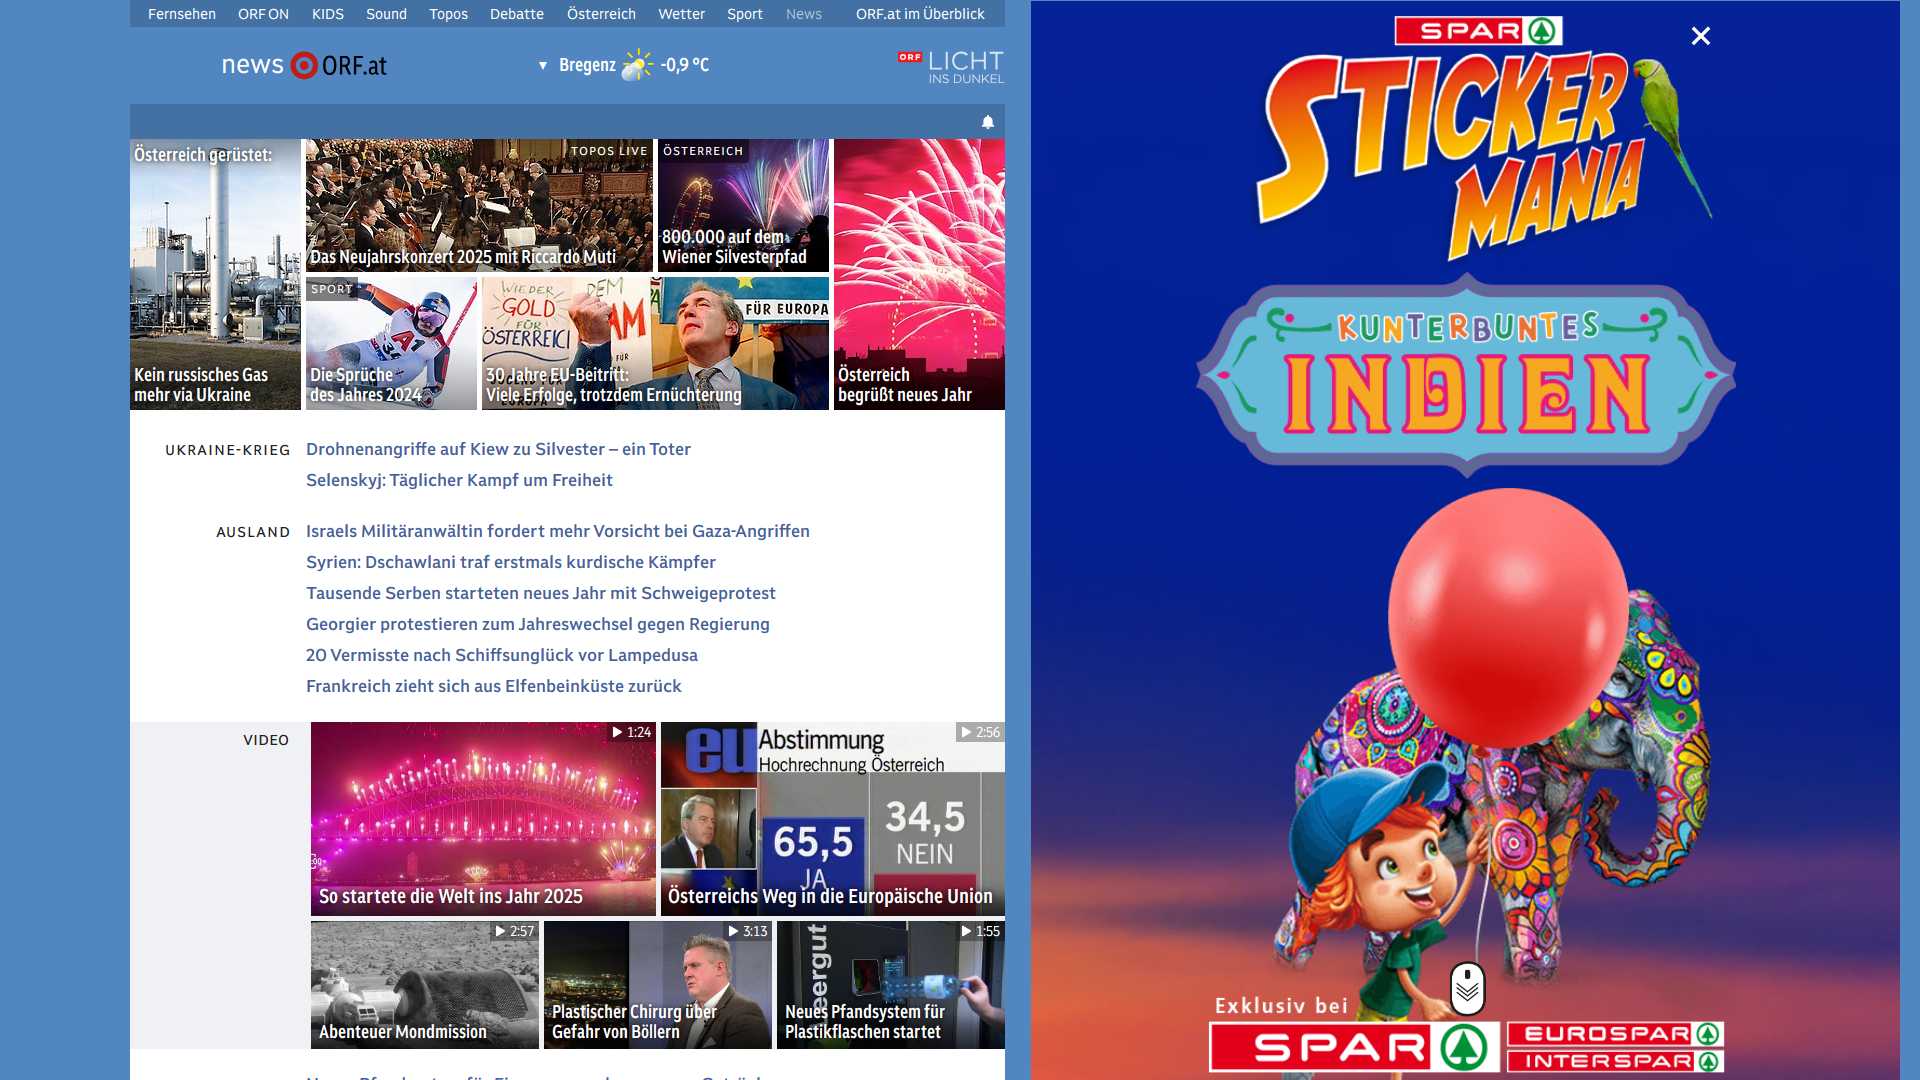 Fernsehen ORF ON KIDS Sound Topos Debatte Österreich Wetter Sport News ORF.at im Überblick
news ORF.at
▼ Bregenz -0,9 °C
ORF LICHT
INS DUNKEL
Österreich gerüstet:
Kein russisches Gas
mehr via Ukraine
TOPOS LIVE
Das Neujahrskonzert 2025 mit Riccardo Muti
ÖSTERREICH
800.000 auf dem
Wiener Silvesterpfad
SPORT
Die Sprüche
des Jahres 2024
WIEDER
GOLD
FÜR
ÖSTERREICH
DEM
FÜR
FÜR EUROPA
30 Jahre EU-Beitritt:
Viele Erfolge, trotzdem Ernüchterung
EUROPA
Österreich
begrüßt neues Jahr
UKRAINE-KRIEG
Drohnenangriffe auf Kiew zu Silvester – ein Toter
Selenskyj: Täglicher Kampf um Freiheit
AUSLAND
Israels Militäranwältin fordert mehr Vorsicht bei Gaza-Angriffen
Syrien: Dschawlani traf erstmals kurdische Kämpfer
Tausende Serben starteten neues Jahr mit Schweigeprotest
Georgier protestieren zum Jahreswechsel gegen Regierung
20 Vermisste nach Schiffsunglück vor Lampedusa
Frankreich zieht sich aus Elfenbeinküste zurück
VIDEO
1:24
So startete die Welt ins Jahr 2025
2:56
eu Abstimmung
Hochrechnung Österreich
65,5
JA
34,5
NEIN
Österreichs Weg in die Europäische Union
2:57
Abenteuer Mondmission
3:13
Plastischer Chirurg über
Gefahr von Böllern
1:55
Neues Pfandsystem für
Plastikflaschen startet
SPAR
STICKER
MANIA
KUNTERBUNTES
INDIEN
Exklusiv bei
SPAR
EUROSPAR
INTERSPAR